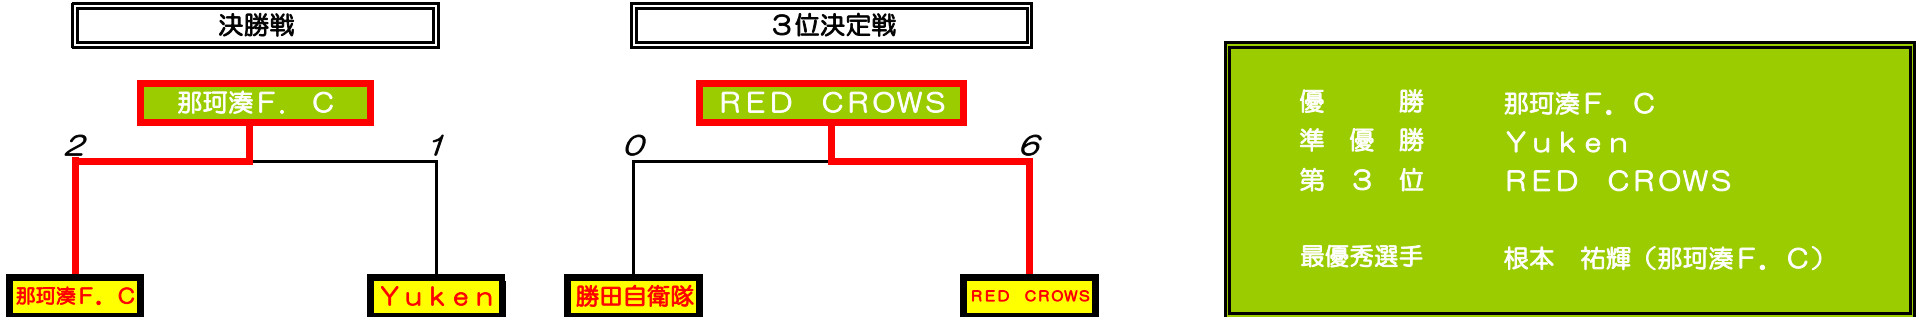 決勝戦
那珂湊Ｆ．Ｃ
2 1
那珂湊Ｆ．Ｃ Ｙｕｋｅｎ
３位決定戦
ＲＥＤ　ＣＲＯＷＳ
0 6
勝田自衛隊 ＲＥＤ　ＣＲＯＷＳ
優　　勝　那珂湊Ｆ．Ｃ
準　優　勝　Ｙｕｋｅｎ
第　３　位　ＲＥＤ　ＣＲＯＷＳ
最優秀選手　根本　祐輝（那珂湊Ｆ．Ｃ）